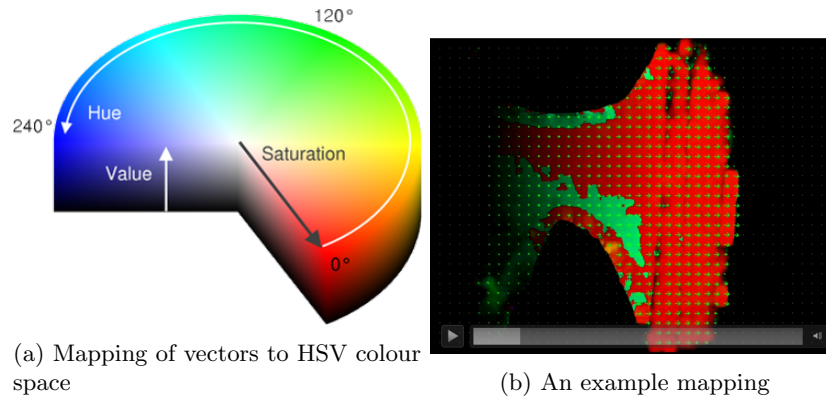 120°
240°
Hue
Saturation
Value
0°
(a) Mapping of vectors to HSV colour
space
(b) An example mapping